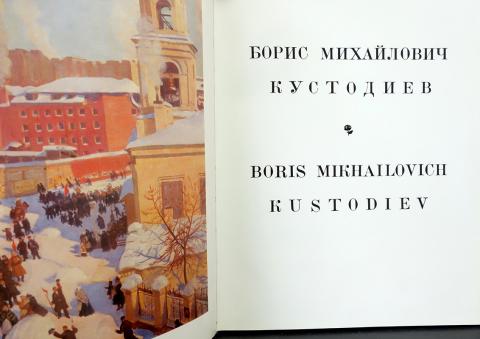 БОРИС МИХАЙЛОВИЧ
КУСТОДИЕВ
BORIS MIKHAILOVICH
KUSTODIEV